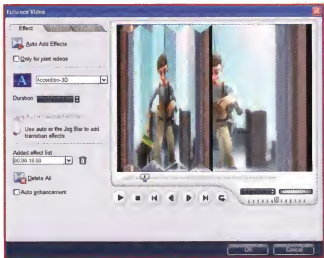 Enhance Video
Effect
Auto Add Effects
Only for joint videos
A
Accordion-3D
Duration
Use auto or the Jog Bar to add
transition effects
Added effect list
Delete All
Auto enhancement
OK
Cancel